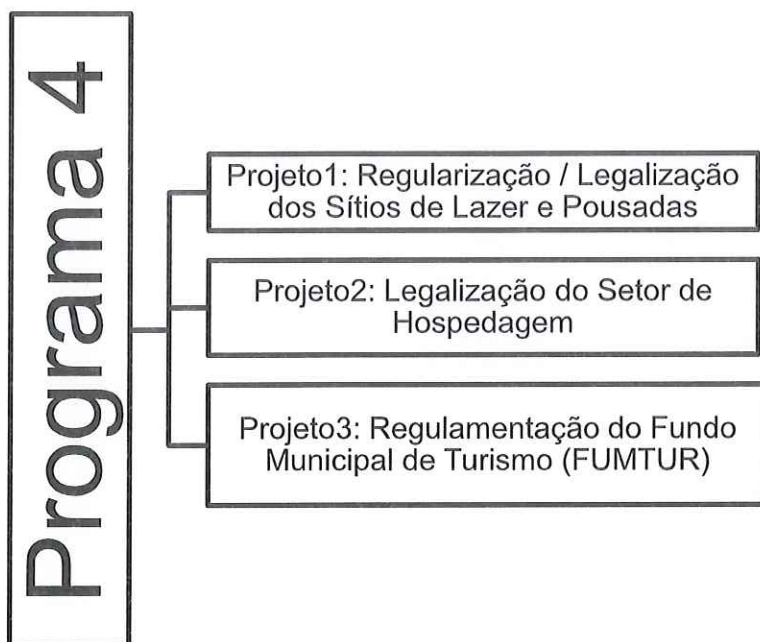 Programa 4
Projeto1: Regularização / Legalização
dos Sítios de Lazer e Pousadas
Projeto2: Legalização do Setor de
Hospedagem
Projeto3: Regulamentação do Fundo
Municipal de Turismo (FUMTUR)